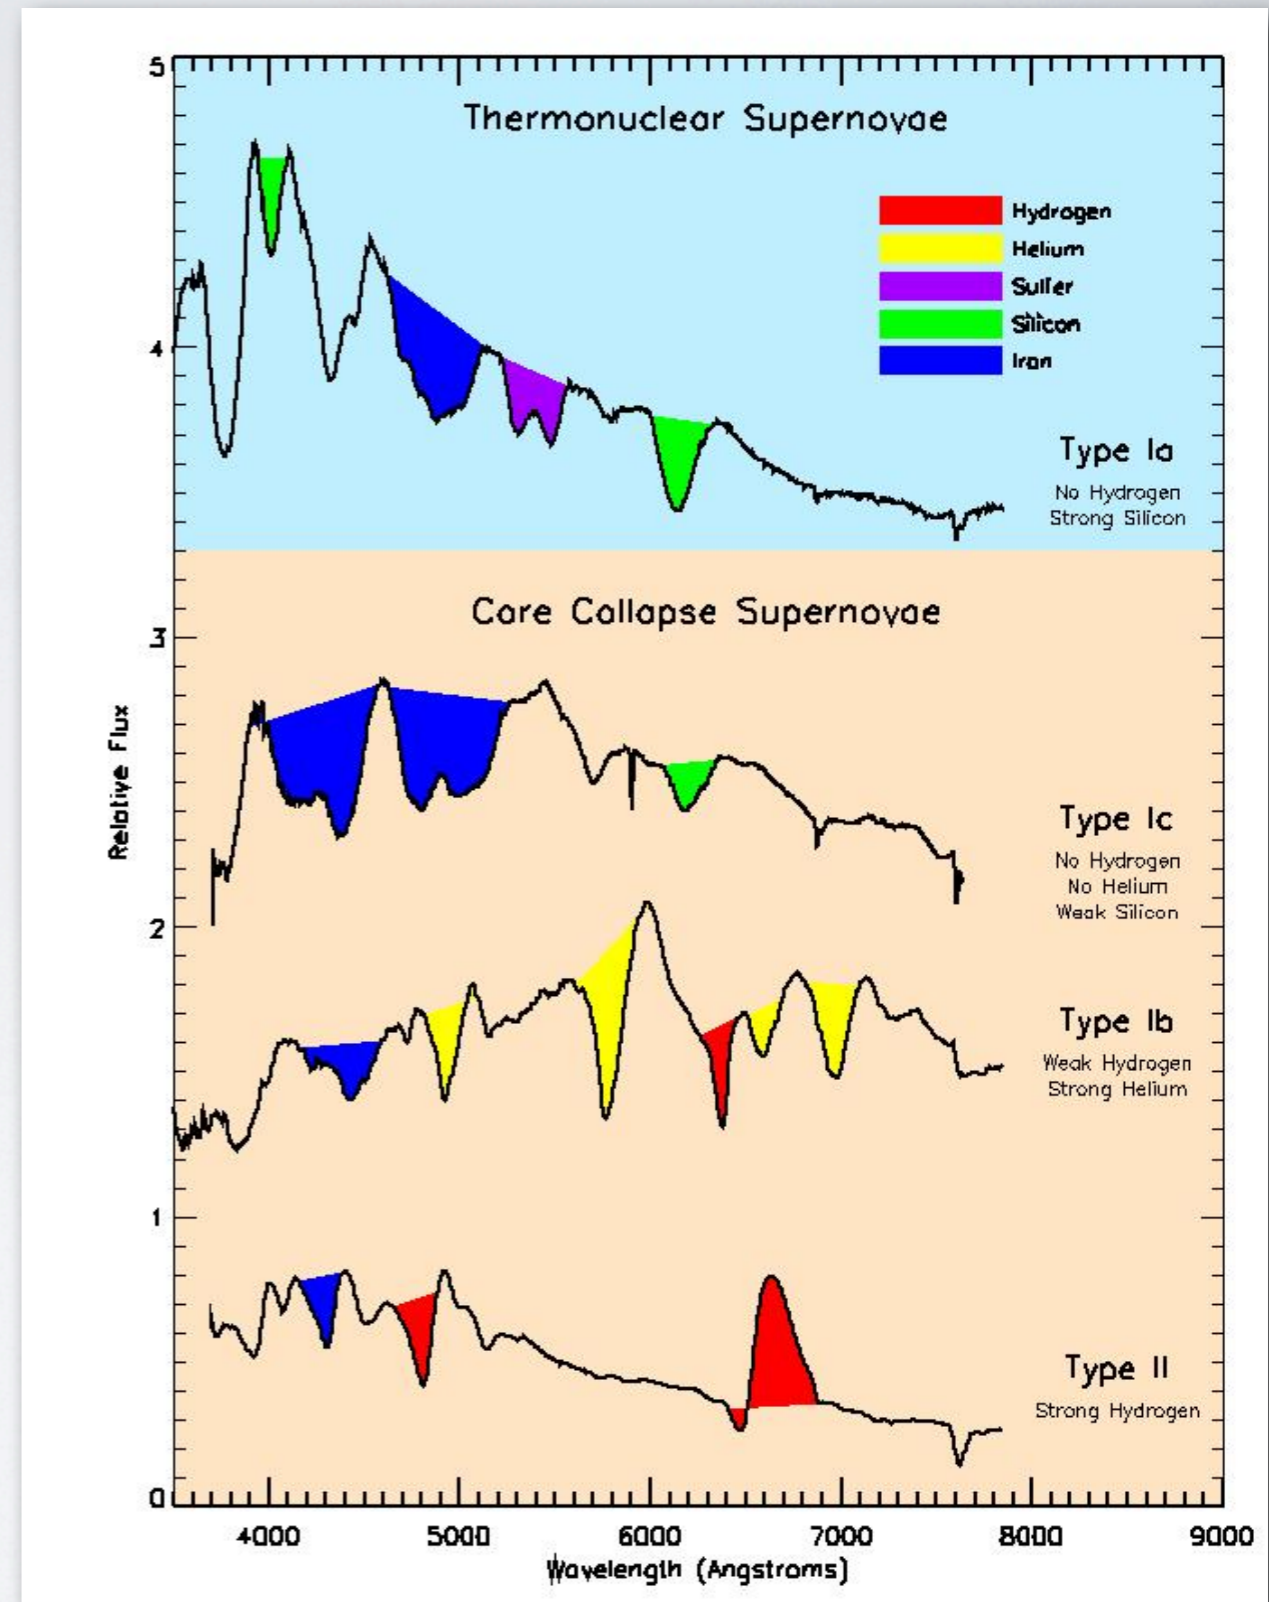 5
Thermonuclear Supernovae
Hydrogen
Helium
Sulfer
Silicon
Iron
4
Type Ia
No Hydrogen
Strong Silicon
Core Collapse Supernovae
3
Relative Flux
Type Ic
No Hydrogen
No Helium
Weak Silicon
2
Type Ib
Weak Hydrogen
Strong Helium
1
Type II
Strong Hydrogen
0
4000 5000 6000 7000 8000 9000
Wavelength (Angstroms)